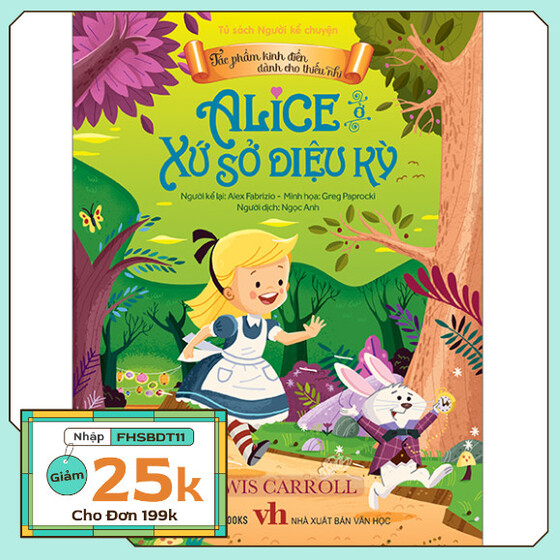 Tủ sách Người kể chuyện
Tác phẩm kinh điển
dành cho thiếu nhi
ALICE ở
XỨ SỞ DIỆU KỲ
Người kể lại: Alex Fabrizio - Minh họa: Greg Paprocki
Người dịch: Ngọc Anh
Nhập FHSBDT11
Giảm 25k
Cho Đơn 199k
WIS CARROLL
BOOKS vh NHÀ XUẤT BẢN VĂN HỌC